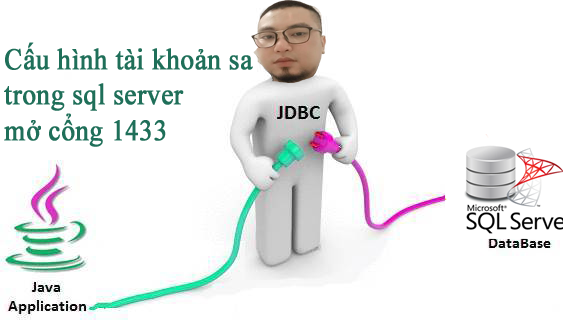 Cấu hình tài khoản sa
trong sql server
mở cổng 1433
JDBC
Microsoft®
SQL Serve
DataBase
Java
Application